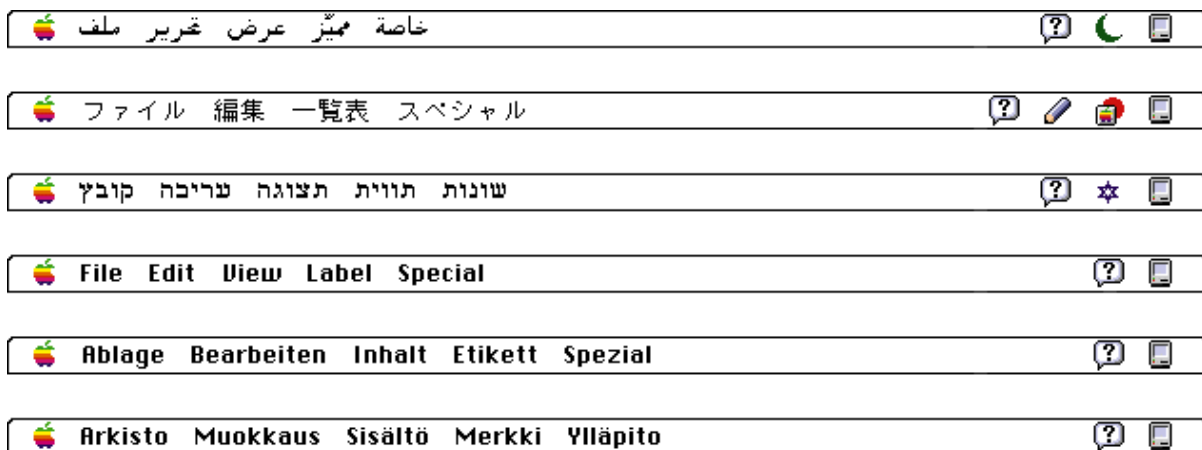 ملف تحرير عرض مميّز خاصة
ファイル 編集 一覧表 スペシャル
קובץ עריכה תצוגה תווית שונות
File Edit View Label Special
Ablage Bearbeiten Inhalt Etikett Spezial
Arkisto Muokkaus Sisältö Merkki Ylläpito